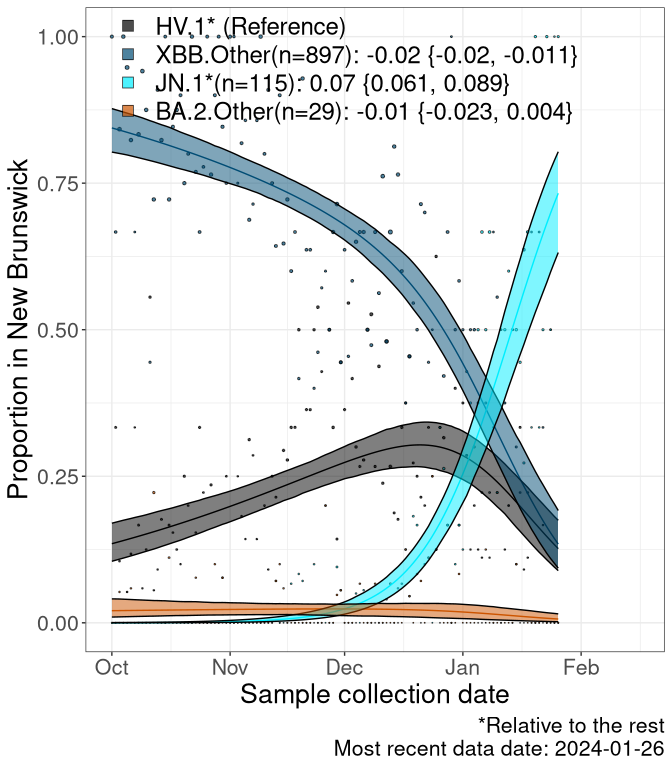 HV.1* (Reference)
XBB.Other(n=897): -0.02 {-0.02, -0.011}
JN.1*(n=115): 0.07 {0.061, 0.089}
BA.2.Other(n=29): -0.01 {-0.023, 0.004}
Proportion in New Brunswick
1.00
0.75
0.50
0.25
0.00
Oct Nov Dec Jan Feb
Sample collection date
*Relative to the rest
Most recent data date: 2024-01-26